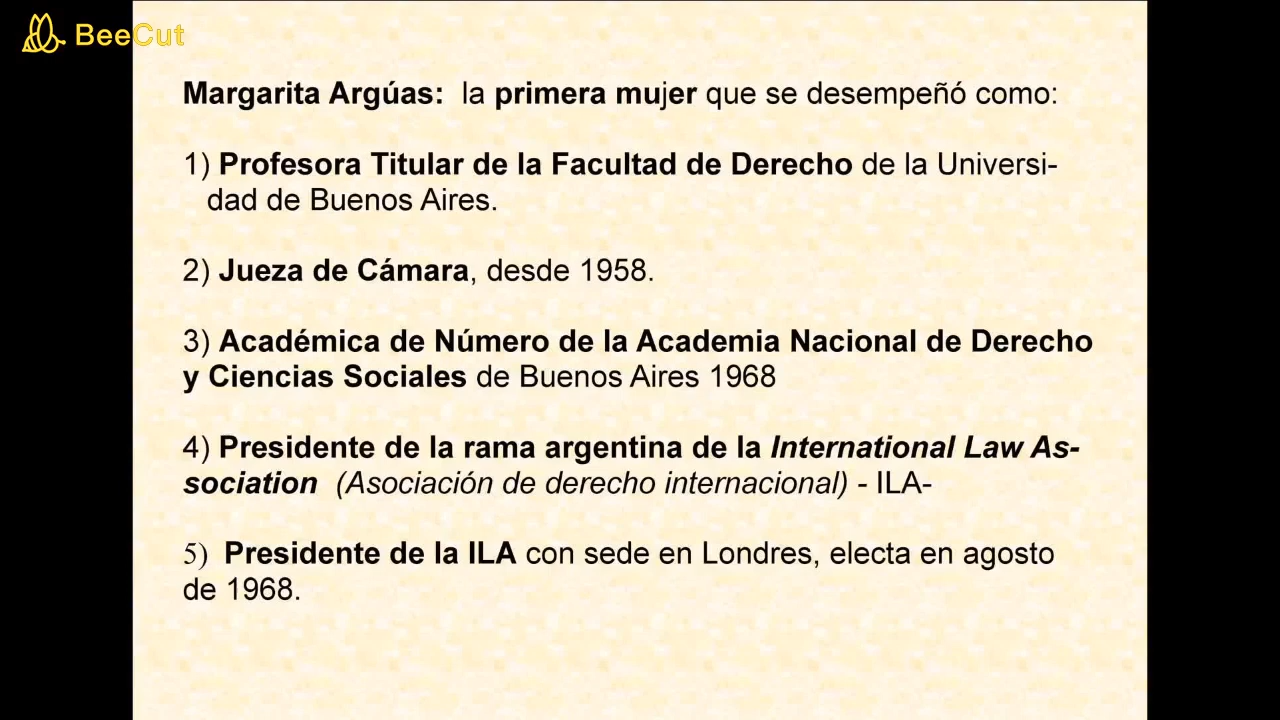 BeeCut
Margarita Argúas: la primera mujer que se desempeñó como:
1) Profesora Titular de la Facultad de Derecho de la Universi-
dad de Buenos Aires.
2) Jueza de Cámara, desde 1958.
3) Académica de Número de la Academia Nacional de Derecho
y Ciencias Sociales de Buenos Aires 1968
4) Presidente de la rama argentina de la International Law As-
sociation (Asociación de derecho internacional) - ILA-
5) Presidente de la ILA con sede en Londres, electa en agosto
de 1968.